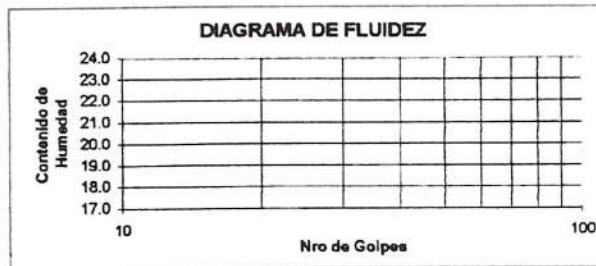 DIAGRAMA DE FLUIDEZ
Contenido de
Humedad
24.0
23.0
22.0
21.0
20.0
19.0
18.0
17.0
10
100
Nro de Golpes